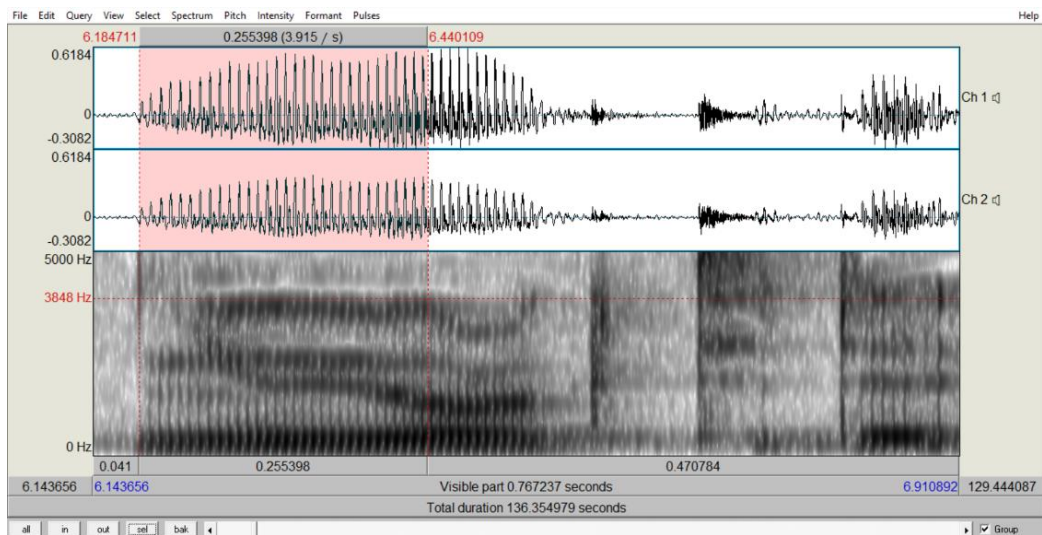 File Edit Query View Select Spectrum Pitch Intensity Formant Pulses Help
6.184711 0.255398 (3.915 / s) 6.440109
0.6184
0
-0.3082
Ch 1
0.6184
0
-0.3082
Ch 2
5000 Hz
3848 Hz
0 Hz
0.041 0.255398 0.470784
6.143656 6.143656 Visible part 0.767237 seconds 6.910892 129.444087
Total duration 136.354979 seconds
all in out sel bak Group